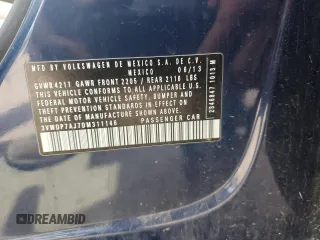 MFD BY VOLKSWAGEN DE MEXICO S.A. DE C.V.
MEXICO 08/13
GVWR 4211 GAWR FRONT 2205 / REAR 2116 LBS
THIS VEHICLE CONFORMS TO ALL APPLICABLE
FEDERAL MOTOR VEHICLE SAFETY, BUMPER, AND
THEFT PREVENTION STANDARDS IN EFFECT ON
THE DATE OF MANUFACTURE SHOWN ABOVE.
PASSENGER CAR
1013 M
DREAMBID